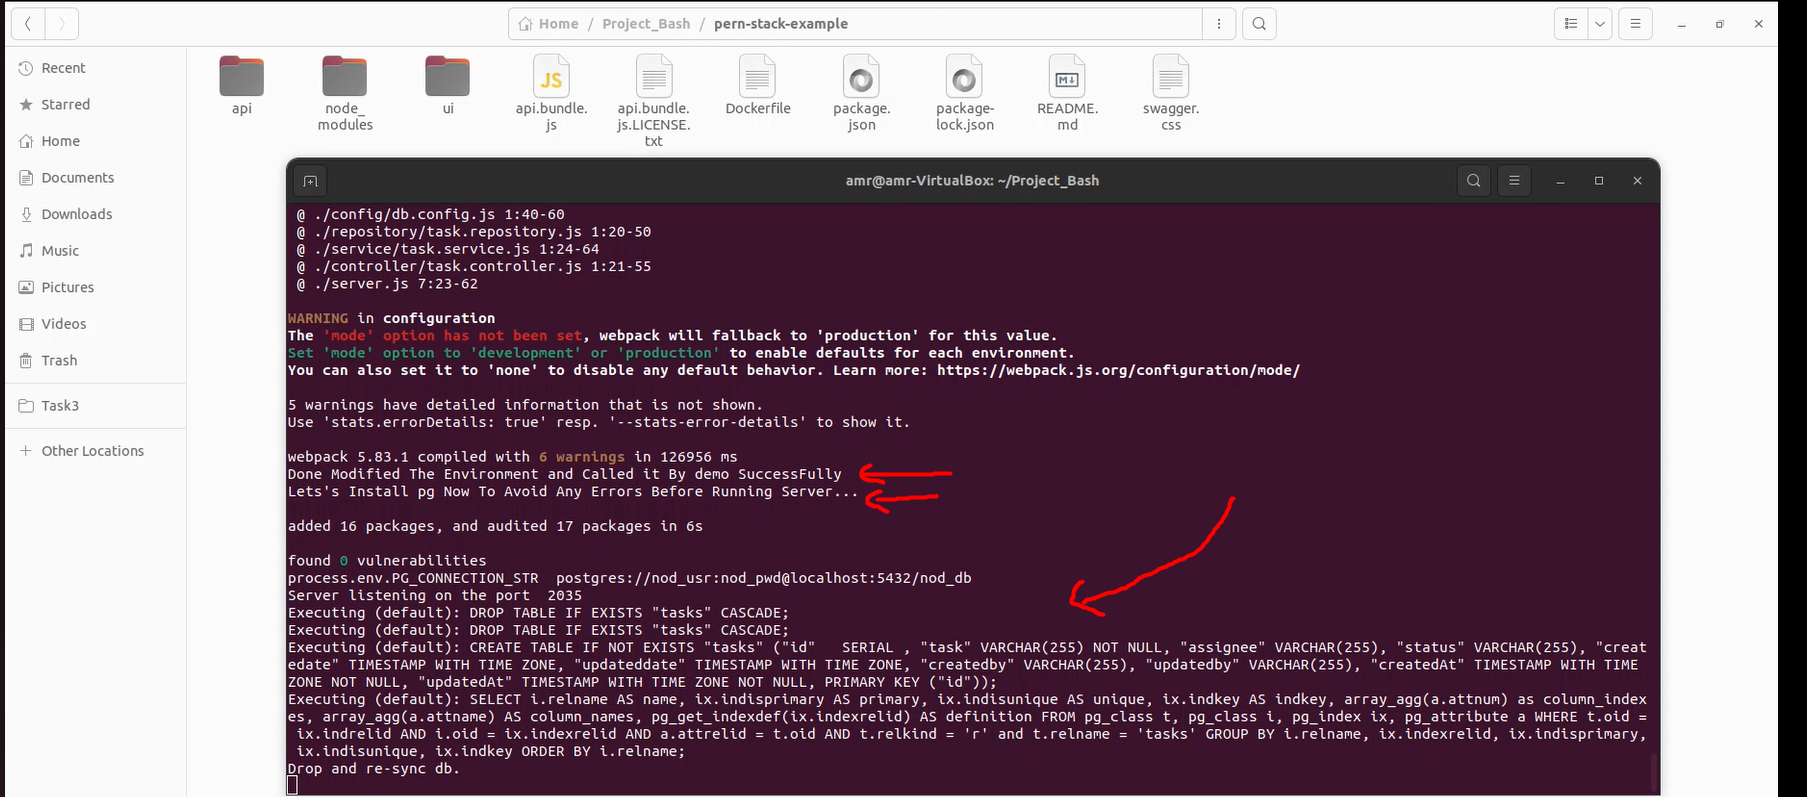 Home / Project_Bash / pern-stack-example
Recent
Starred
Home
Documents
Downloads
Music
Pictures
Videos
Trash
Task3
Other Locations
api
node_
modules
ui
api.bundle.
js
api.bundle.
js.LICENSE.
txt
Dockerfile
package.
json
package-
lock.json
README.
md
swagger.
css
JS
M↓
amr@amr-VirtualBox: ~/Project_Bash
@ ./config/db.config.js 1:40-60
@ ./repository/task.repository.js 1:20-50
@ ./service/task.service.js 1:24-64
@ ./controller/task.controller.js 1:21-55
@ ./server.js 7:23-62
WARNING in configuration
The 'mode' option has not been set, webpack will fallback to 'production' for this value.
Set 'mode' option to 'development' or 'production' to enable defaults for each environment.
You can also set it to 'none' to disable any default behavior. Learn more: https://webpack.js.org/configuration/mode/
5 warnings have detailed information that is not shown.
Use 'stats.errorDetails: true' resp. '--stats-error-details' to show it.
webpack 5.83.1 compiled with 6 warnings in 126956 ms
Done Modified The Environment and Called it By demo SuccessFully
Lets's Install pg Now To Avoid Any Errors Before Running Server...
added 16 packages, and audited 17 packages in 6s
found 0 vulnerabilities
process.env.PG_CONNECTION_STR  postgres://nod_usr:nod_pwd@localhost:5432/nod_db
Server listening on the port  2035
Executing (default): DROP TABLE IF EXISTS "tasks" CASCADE;
Executing (default): DROP TABLE IF EXISTS "tasks" CASCADE;
Executing (default): CREATE TABLE IF NOT EXISTS "tasks" ("id"   SERIAL , "task" VARCHAR(255) NOT NULL, "assignee" VARCHAR(255), "status" VARCHAR(255), "creat
edate" TIMESTAMP WITH TIME ZONE, "updateddate" TIMESTAMP WITH TIME ZONE, "createdby" VARCHAR(255), "updatedby" VARCHAR(255), "createdAt" TIMESTAMP WITH TIME
ZONE NOT NULL, "updatedAt" TIMESTAMP WITH TIME ZONE NOT NULL, PRIMARY KEY ("id"));
Executing (default): SELECT i.relname AS name, ix.indisprimary AS primary, ix.indisunique AS unique, ix.indkey AS indkey, array_agg(a.attnum) as column_index
es, array_agg(a.attname) AS column_names, pg_get_indexdef(ix.indexrelid) AS definition FROM pg_class t, pg_class i, pg_index ix, pg_attribute a WHERE t.oid =
ix.indrelid AND i.oid = ix.indexrelid AND a.attrelid = t.oid AND t.relkind = 'r' and t.relname = 'tasks' GROUP BY i.relname, ix.indexrelid, ix.indisprimary,
ix.indisunique, ix.indkey ORDER BY i.relname;
Drop and re-sync db.